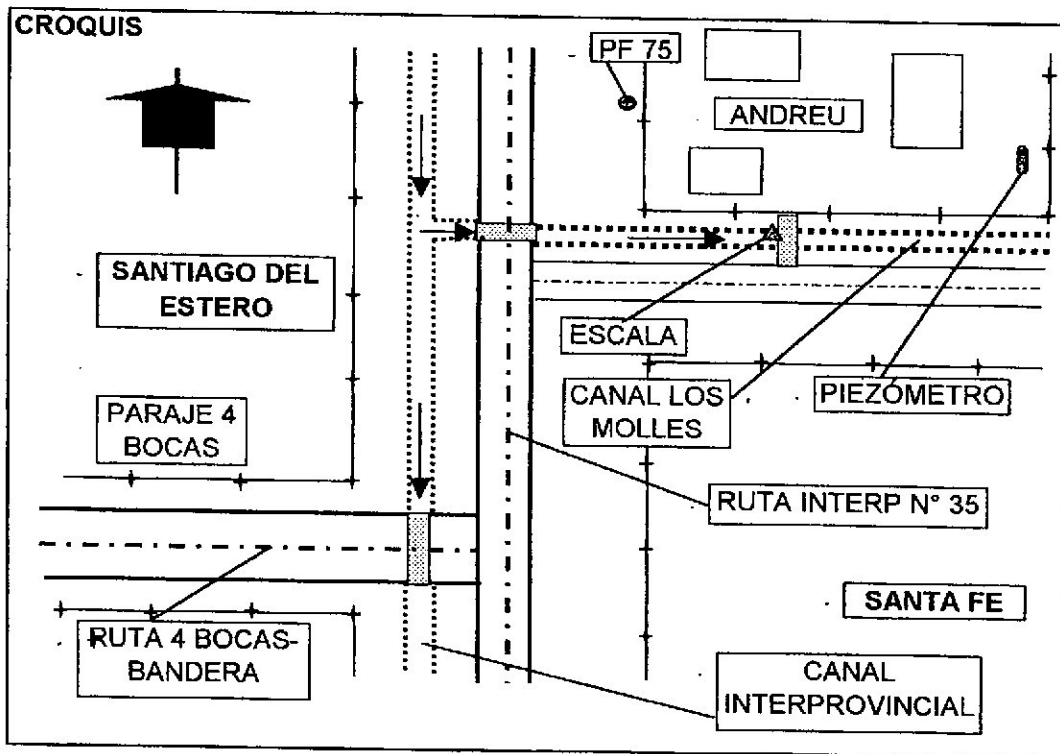 CROQUIS
PF 75
ANDREU
SANTIAGO DEL
ESTERO
ESCALA
CANAL LOS
MOLLES
PIEZÓMETRO
PARAJE 4
BOCAS
RUTA INTERP N° 35
SANTA FE
RUTA 4 BOCAS-
BANDERA
CANAL
INTERPROVINCIAL